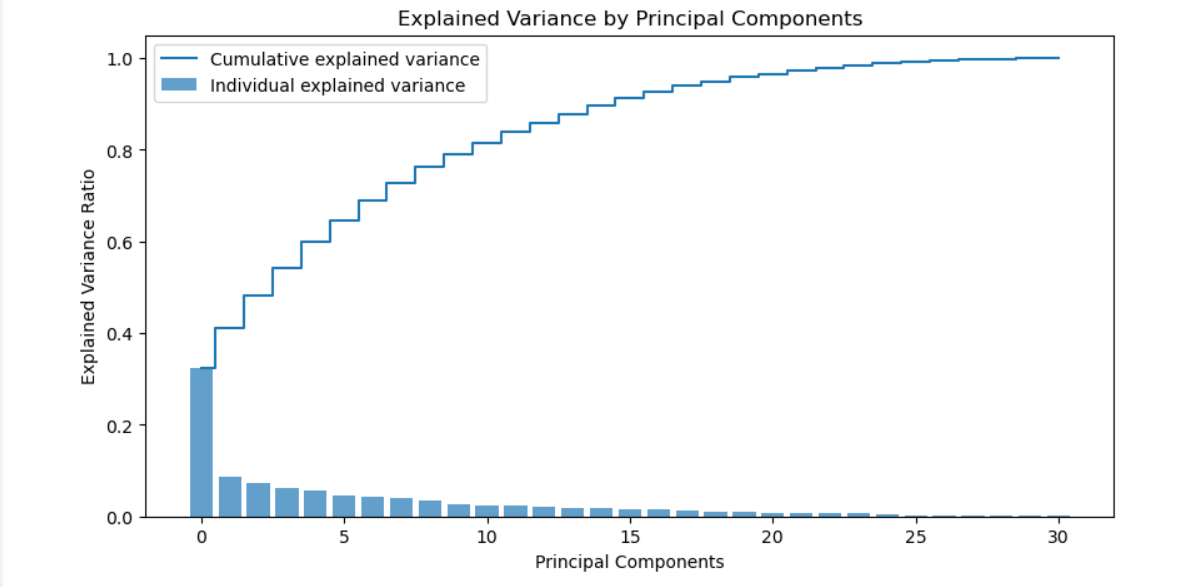 Explained Variance by Principal Components
Cumulative explained variance
Individual explained variance
Explained Variance Ratio
1.0
0.8
0.6
0.4
0.2
0.0
0 5 10 15 20 25 30
Principal Components